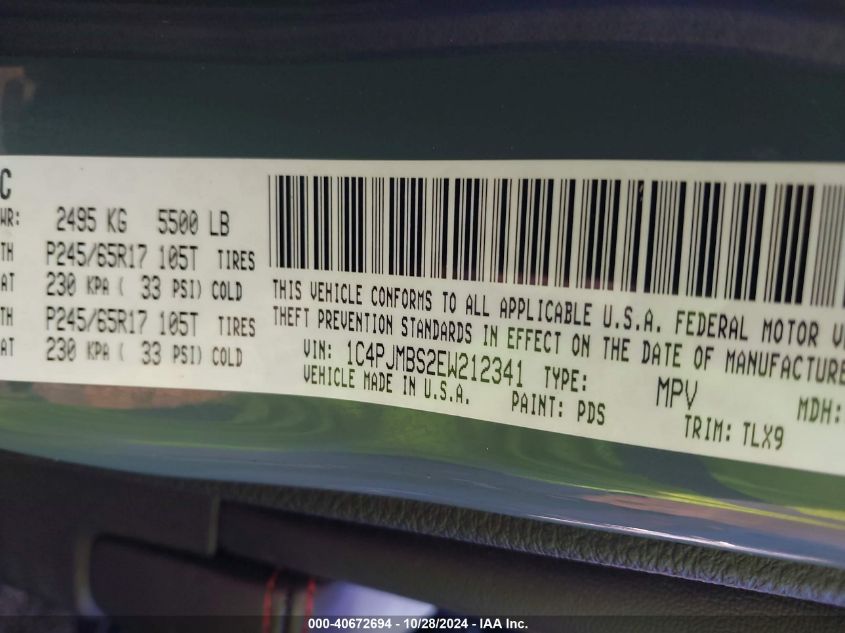 C
WR: 2495 KG 5500 LB
TH P245/65R17 105T TIRES
AT 230 KPA ( 33 PSI) COLD
TH P245/65R17 105T TIRES
AT 230 KPA ( 33 PSI) COLD
THIS VEHICLE CONFORMS TO ALL APPLICABLE U.S.A. FEDERAL MOTOR V
THEFT PREVENTION STANDARDS IN EFFECT ON THE DATE OF MANUFACTURE
VIN: 1C4PJMBS2EW212341 TYPE: MPV MDH:
VEHICLE MADE IN U.S.A. PAINT: PDS TRIM: TLX9
000-40672694 - 10/28/2024 - IAA Inc.